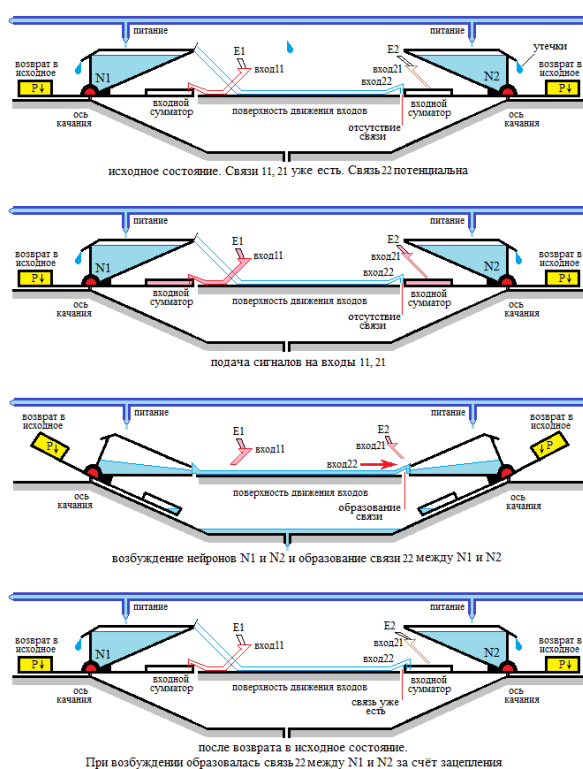 питание
питание
возврат в
исходное
P↓
N1
E1
вход11
E2
вход21
вход22
утечки
N2
возврат в
исходное
P↓
ось
качания
входной
сумматор
поверхность движения входов
отсутствие
связи
входной
сумматор
ось
качания
исходное состояние. Связи 11, 21 уже есть. Связь 22 потенциальна
питание
питание
возврат в
исходное
P↓
N1
E1
вход11
E2
вход21
вход22
N2
возврат в
исходное
P↓
ось
качания
входной
сумматор
поверхность движения входов
отсутствие
связи
входной
сумматор
ось
качания
подача сигналов на входы 11, 21
возврат в
исходное
P↓
питание
питание
возврат в
исходное
P↓
N1
E1
вход11
E2
вход21
вход22
N2
ось
качания
поверхность движения входов
образование
связи
ось
качания
возбуждение нейронов N1 и N2 и образование связи 22 между N1 и N2
питание
питание
возврат в
исходное
P↓
N1
E1
вход11
E2
вход21
вход22
N2
возврат в
исходное
P↓
ось
качания
входной
сумматор
поверхность движения входов
связь уже
есть
входной
сумматор
ось
качания
после возврата в исходное состояние.
При возбуждении образовалась связь 22 между N1 и N2 за счёт зацепления